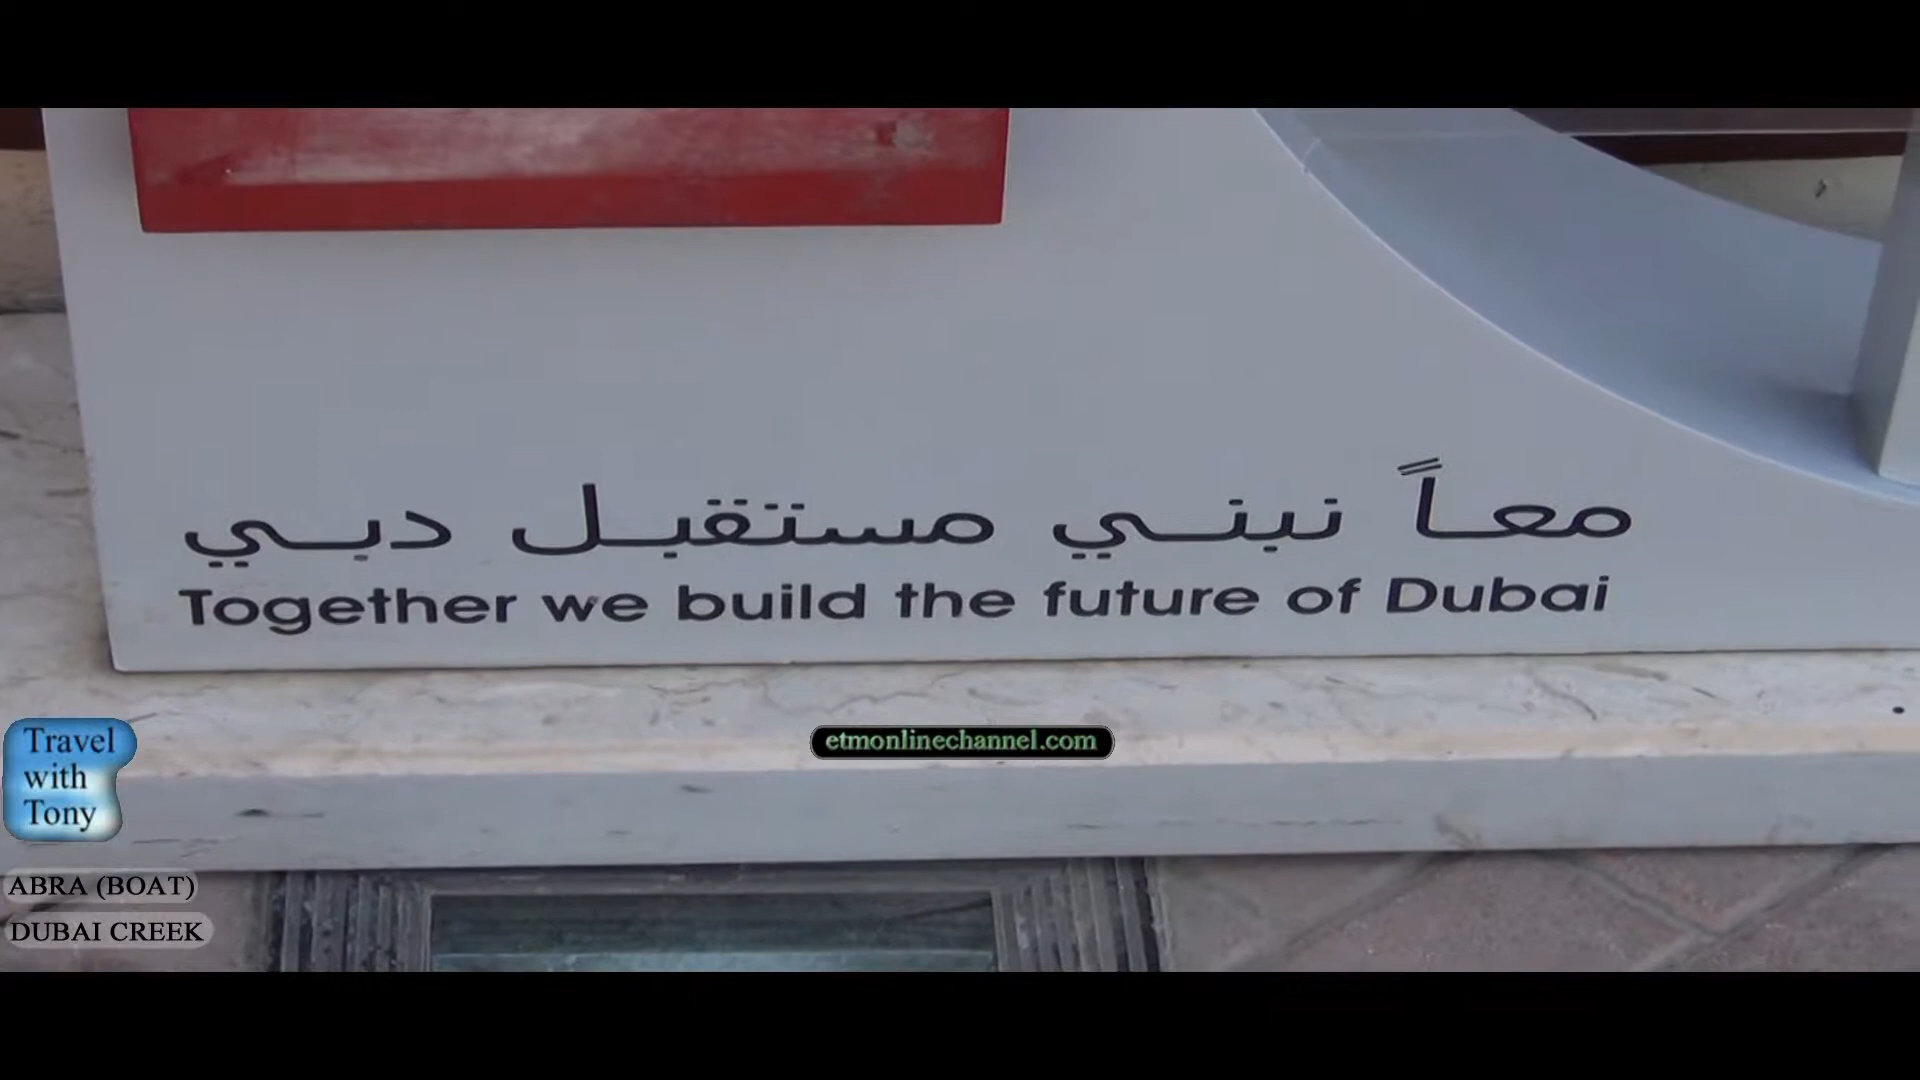 معاً نبني مستقبل دبي
Together we build the future of Dubai
etmonlinechannel.com
Travel
with
Tony
ABRA (BOAT)
DUBAI CREEK